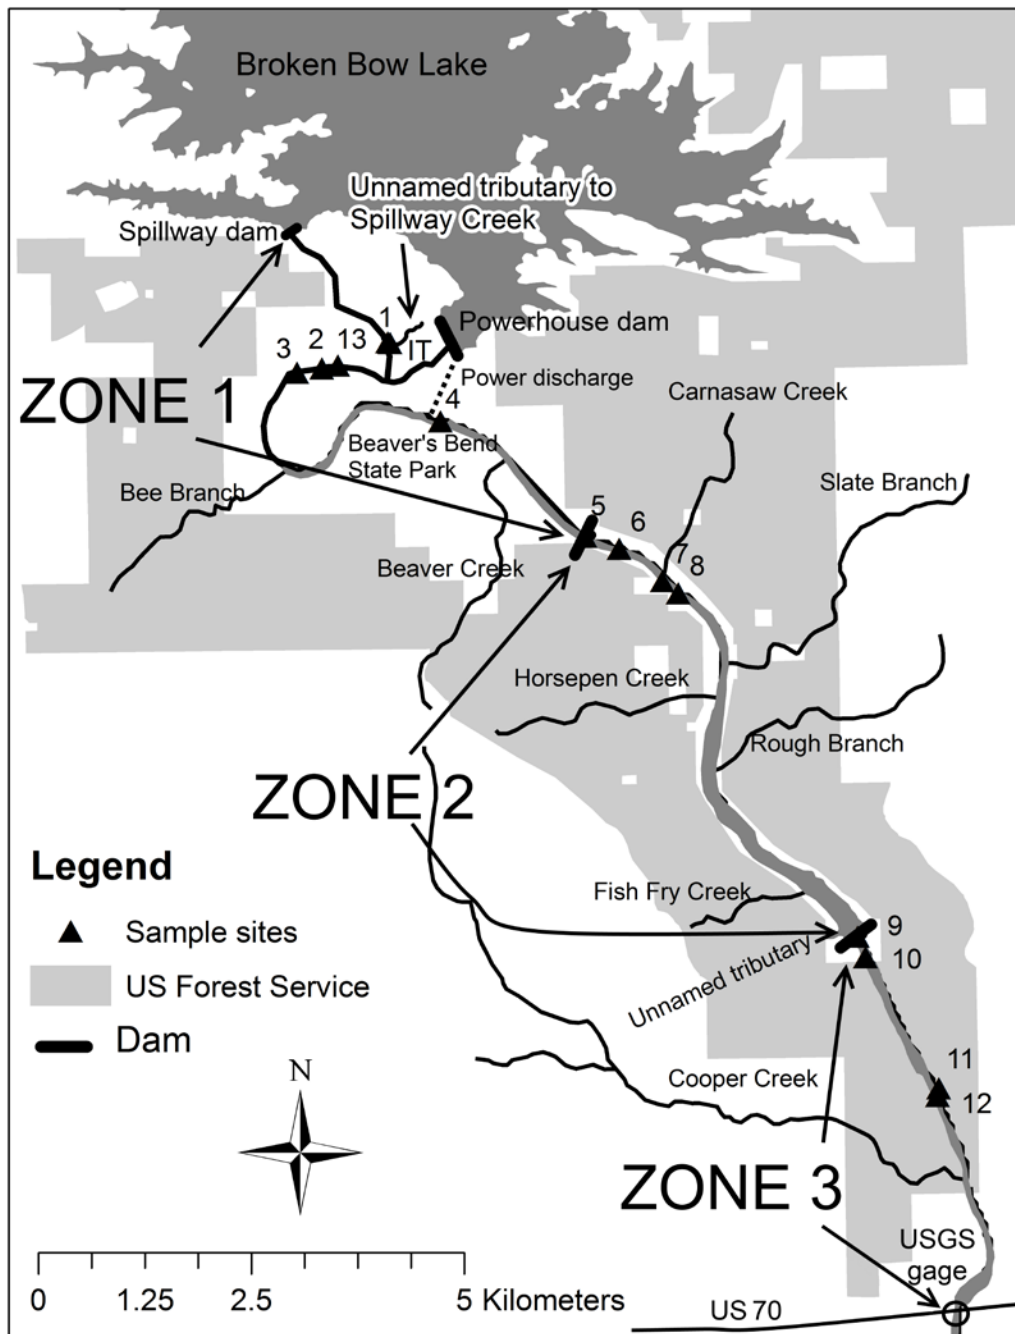 Broken Bow Lake
Unnamed tributary to
Spillway Creek
Spillway dam
Powerhouse dam
1
IT
3
2
13
Power discharge
ZONE 1
4
Carnasaw Creek
Beaver's Bend
State Park
Bee Branch
Slate Branch
5
6
7
8
Beaver Creek
Horsepen Creek
Rough Branch
ZONE 2
Legend
Sample sites
US Forest Service
Dam
Fish Fry Creek
9
10
Unnamed tributary
11
12
Cooper Creek
N
ZONE 3
USGS
gage
0 1.25 2.5 5 Kilometers
US 70